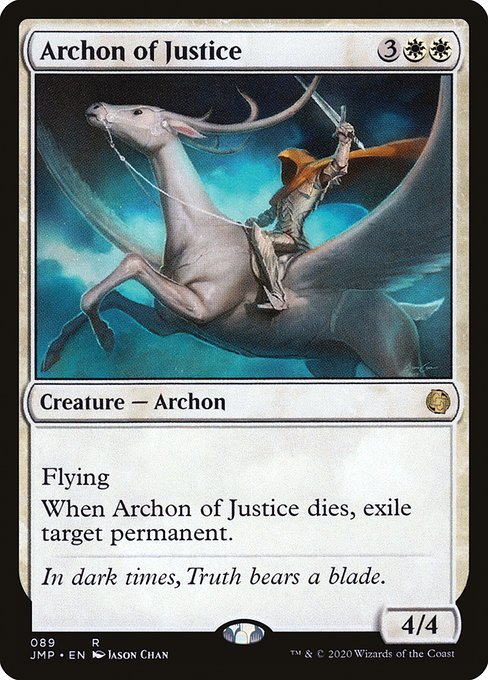 Archon of Justice 3
Creature — Archon
Flying
When Archon of Justice dies, exile
target permanent.
In dark times, Truth bears a blade.
4/4
089 R
JMP • EN Jason Chan
™ & © 2020 Wizards of the Coast